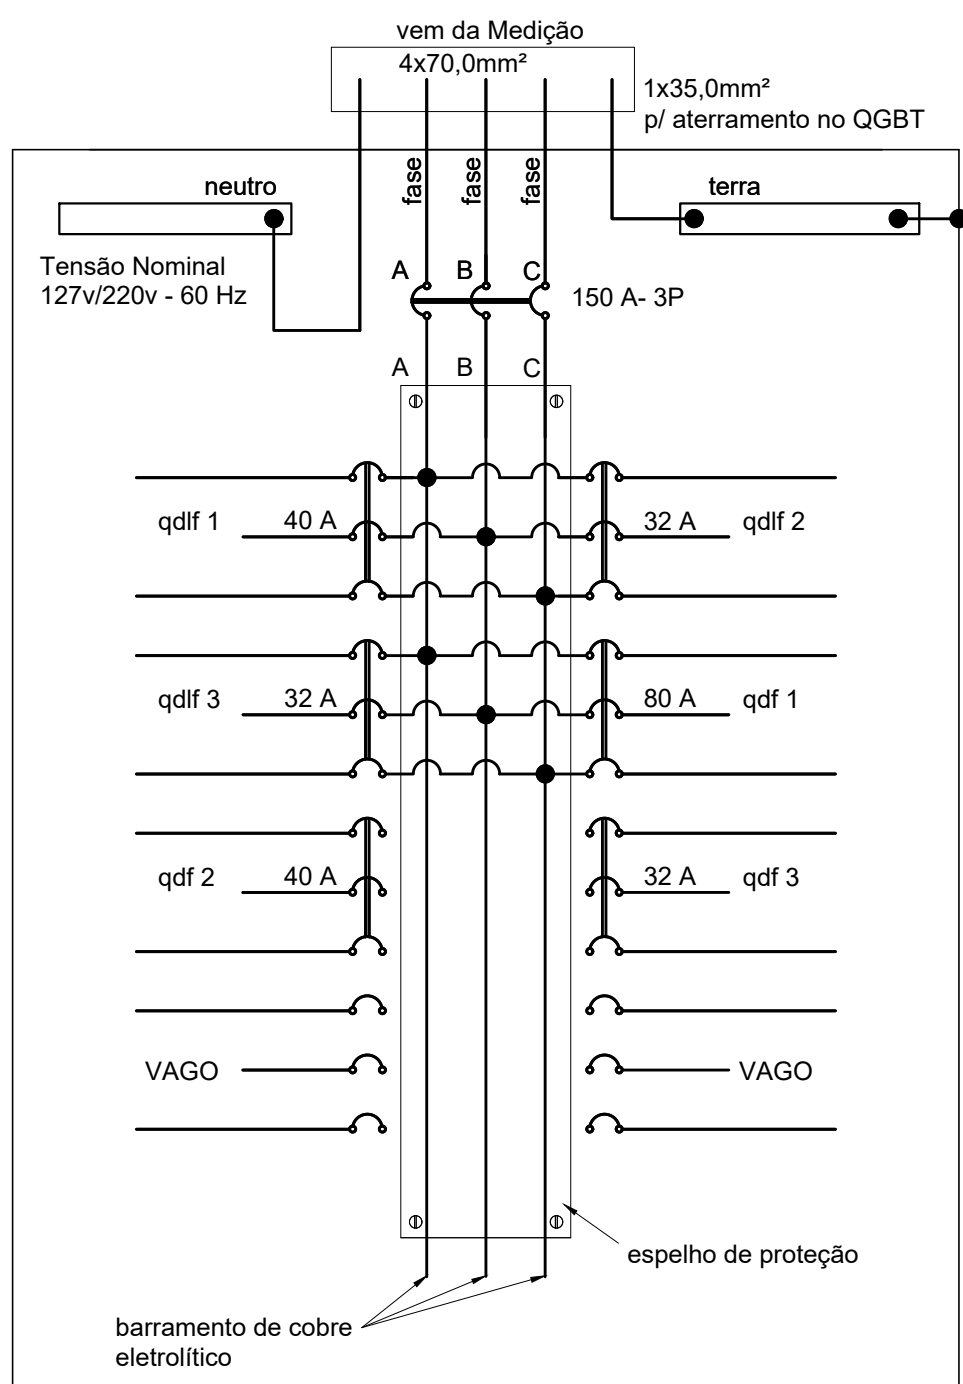 vem da Medição
4x70,0mm²
1x35,0mm²
p/ aterramento no QGBT
neutro
fase
fase
fase
terra
Tensão Nominal
127v/220v - 60 Hz
A
B
C
150 A- 3P
A
B
C
qdlf 1
40 A
32 A
qdlf 2
qdlf 3
32 A
80 A
qdf 1
qdf 2
40 A
32 A
qdf 3
VAGO
VAGO
espelho de proteção
barramento de cobre
eletrolítico